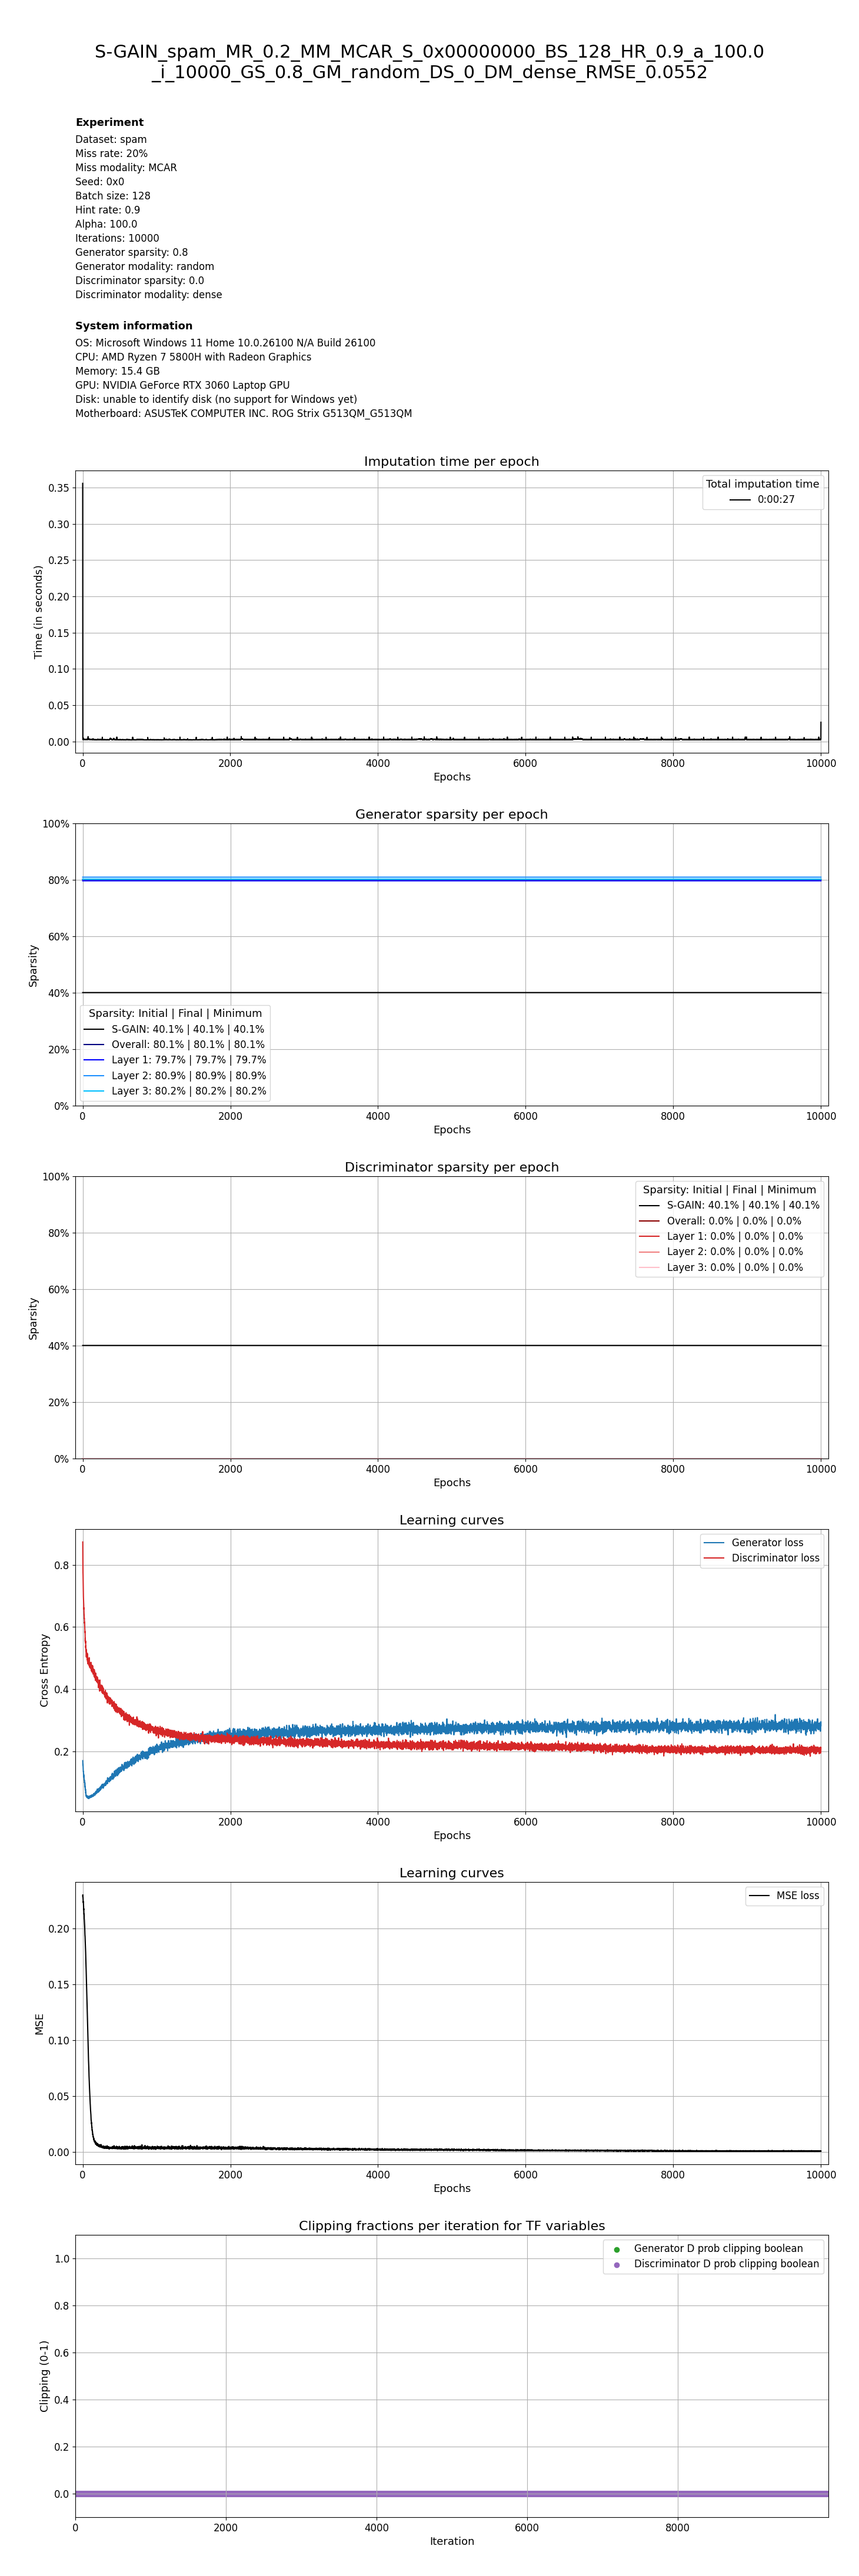 S-GAIN_spam_MR_0.2_MM_MCAR_S_0x00000000_BS_128_HR_0.9_a_100.0
_i_10000_GS_0.8_GM_random_DS_0_DM_dense_RMSE_0.0552
Experiment
Dataset: spam
Miss rate: 20%
Miss modality: MCAR
Seed: 0x0
Batch size: 128
Hint rate: 0.9
Alpha: 100.0
Iterations: 10000
Generator sparsity: 0.8
Generator modality: random
Discriminator sparsity: 0.0
Discriminator modality: dense
System information
OS: Microsoft Windows 11 Home 10.0.26100 N/A Build 26100
CPU: AMD Ryzen 7 5800H with Radeon Graphics
Memory: 15.4 GB
GPU: NVIDIA GeForce RTX 3060 Laptop GPU
Disk: unable to identify disk (no support for Windows yet)
Motherboard: ASUSTeK COMPUTER INC. ROG Strix G513QM_G513QM
Imputation time per epoch
Total imputation time
0:00:27
Time (in seconds)
0.35
0.30
0.25
0.20
0.15
0.10
0.05
0.00
0 2000 4000 6000 8000 10000
Epochs
Generator sparsity per epoch
Sparsity
100%
80%
60%
40%
20%
0%
Sparsity: Initial | Final | Minimum
S-GAIN: 40.1% | 40.1% | 40.1%
Overall: 80.1% | 80.1% | 80.1%
Layer 1: 79.7% | 79.7% | 79.7%
Layer 2: 80.9% | 80.9% | 80.9%
Layer 3: 80.2% | 80.2% | 80.2%
0 2000 4000 6000 8000 10000
Epochs
Discriminator sparsity per epoch
Sparsity: Initial | Final | Minimum
S-GAIN: 40.1% | 40.1% | 40.1%
Overall: 0.0% | 0.0% | 0.0%
Layer 1: 0.0% | 0.0% | 0.0%
Layer 2: 0.0% | 0.0% | 0.0%
Layer 3: 0.0% | 0.0% | 0.0%
Sparsity
100%
80%
60%
40%
20%
0%
0 2000 4000 6000 8000 10000
Epochs
Learning curves
Generator loss
Discriminator loss
Cross Entropy
0.8
0.6
0.4
0.2
0 2000 4000 6000 8000 10000
Epochs
Learning curves
MSE loss
MSE
0.20
0.15
0.10
0.05
0.00
0 2000 4000 6000 8000 10000
Epochs
Clipping fractions per iteration for TF variables
Generator D prob clipping boolean
Discriminator D prob clipping boolean
Clipping (0-1)
1.0
0.8
0.6
0.4
0.2
0.0
0 2000 4000 6000 8000
Iteration